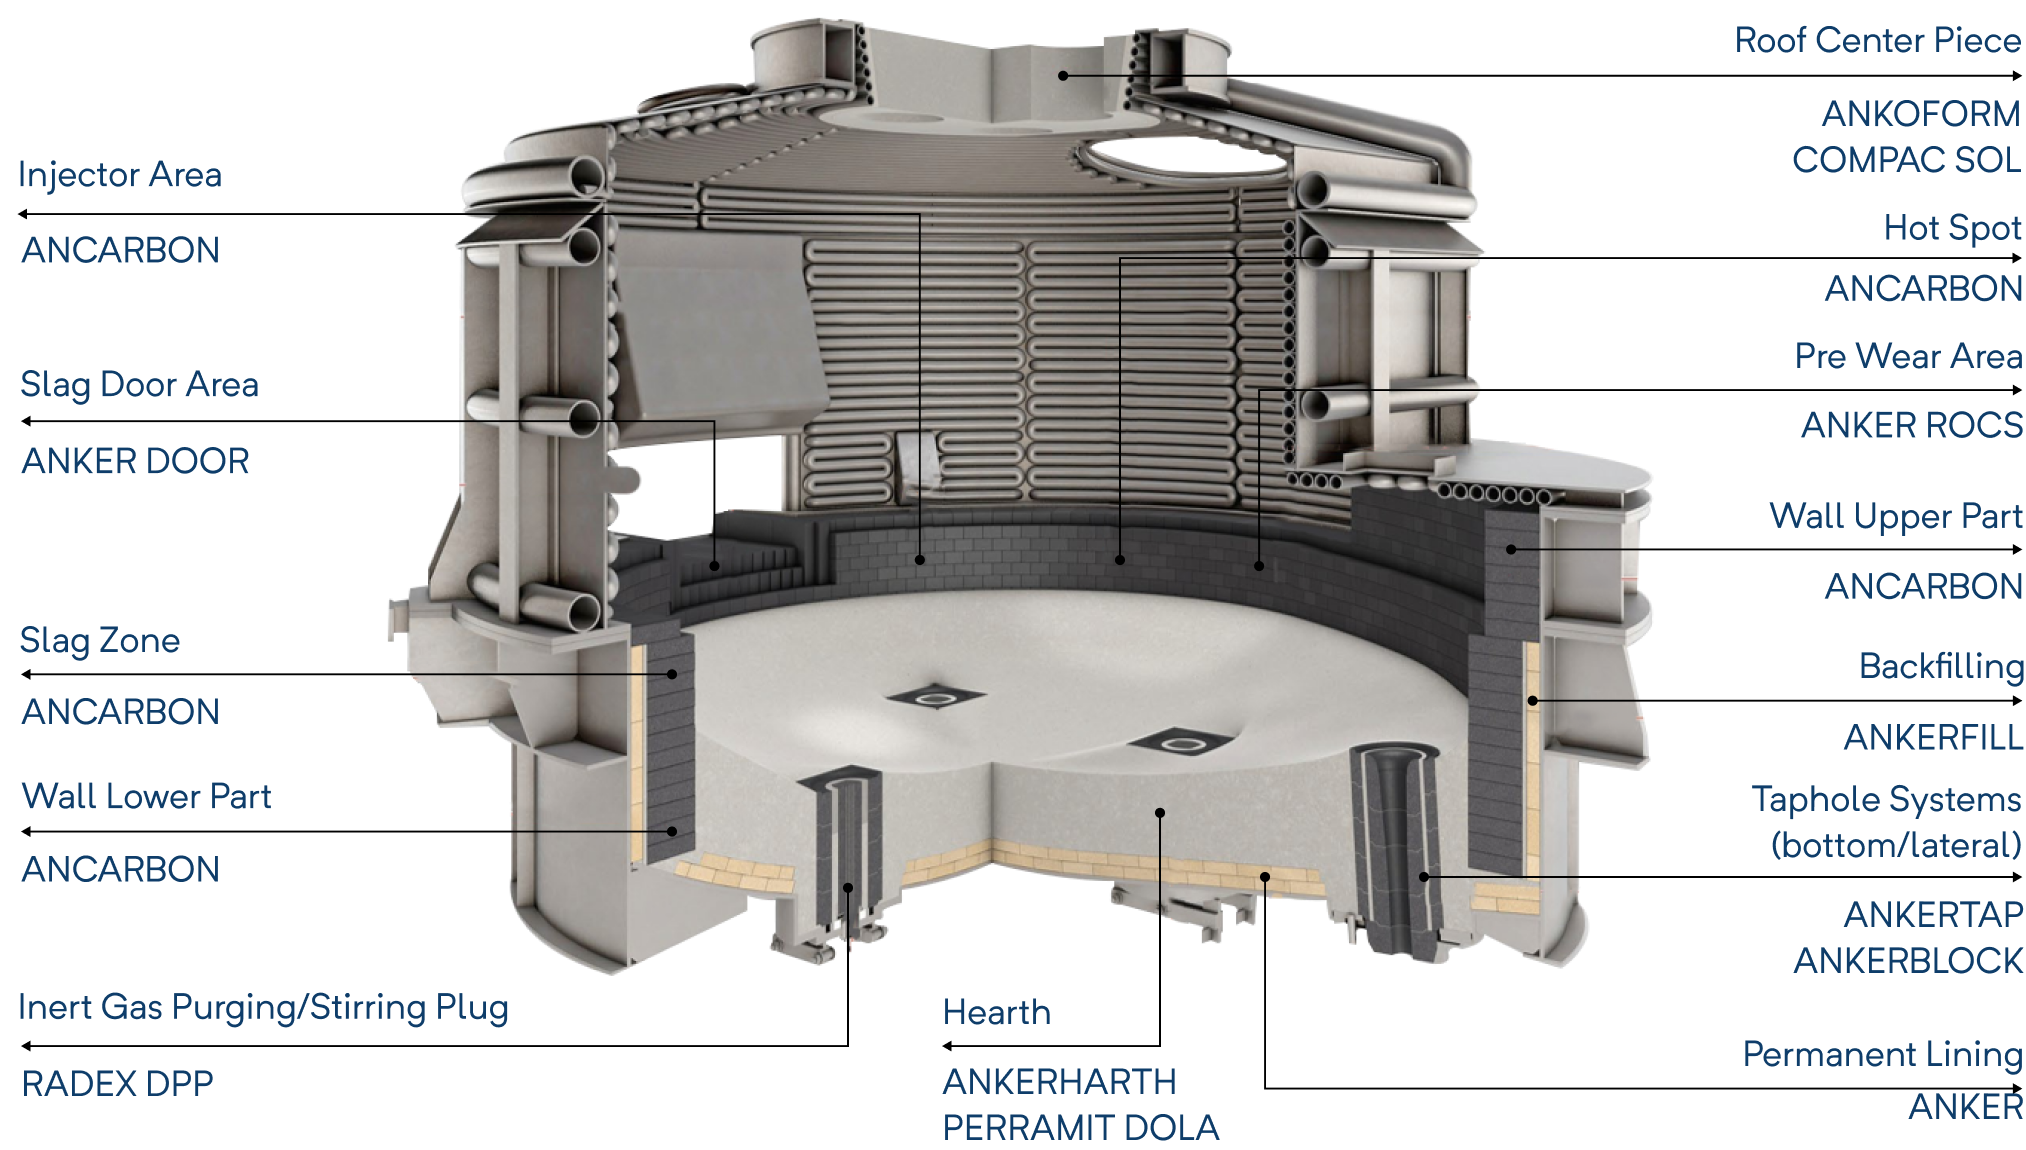 Roof Center Piece
ANKOFORM
COMPAC SOL
Injector Area
ANCARBON
Hot Spot
ANCARBON
Slag Door Area
ANKER DOOR
Pre Wear Area
ANKER ROCS
Wall Upper Part
ANCARBON
Slag Zone
ANCARBON
Backfilling
ANKERFILL
Wall Lower Part
ANCARBON
Taphole Systems
(bottom/lateral)
ANKERTAP
ANKERBLOCK
Inert Gas Purging/Stirring Plug
RADEX DPP
Hearth
ANKERHARTH
PERRAMIT DOLA
Permanent Lining
ANKER